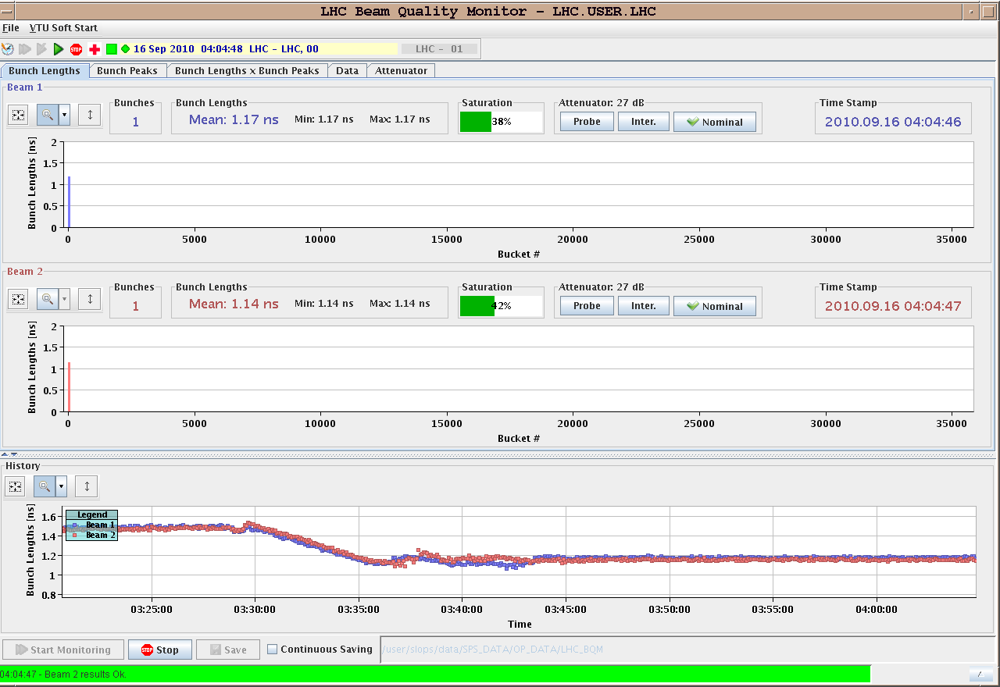 LHC Beam Quality Monitor - LHC.USER.LHC
File VTU Soft Start
STOP 16 Sep 2010 04:04:48 LHC - LHC, 00 LHC - 01
Bunch Lengths Bunch Peaks Bunch Lengths x Bunch Peaks Data Attenuator
Beam 1
Bunches Bunch Lengths Saturation Attenuator: 27 dB Time Stamp
1 Mean: 1.17 ns Min: 1.17 ns Max: 1.17 ns 38% Probe Inter. Nominal 2010.09.16 04:04:46
Bunch Lengths [ns]
2
1.5
1
0.5
0
0 5000 10000 15000 20000 25000 30000 35000
Bucket #
Beam 2
Bunches Bunch Lengths Saturation Attenuator: 27 dB Time Stamp
1 Mean: 1.14 ns Min: 1.14 ns Max: 1.14 ns 42% Probe Inter. Nominal 2010.09.16 04:04:47
Bunch Lengths [ns]
2
1.5
1
0.5
0
0 5000 10000 15000 20000 25000 30000 35000
Bucket #
History
Bunch Lengths [ns]
1.6
1.4
1.2
1
0.8
Legend
Beam 1
Beam 2
03:25:00 03:30:00 03:35:00 03:40:00 03:45:00 03:50:00 03:55:00 04:00:00
Time
Start Monitoring STOP Stop Save Continuous Saving /user/slops/data/SPS_DATA/OP_DATA/LHC_BQM
04:04:47 - Beam 2 results Ok.